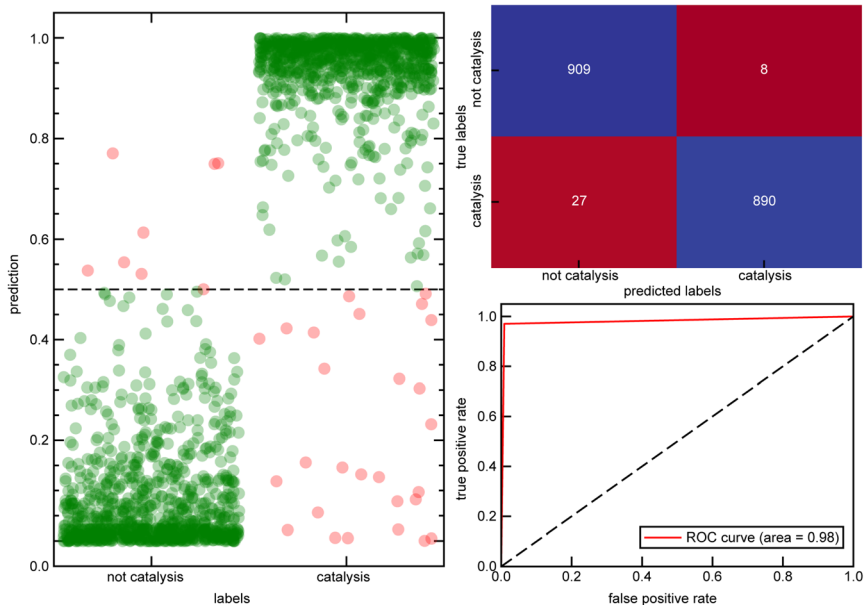 1.0
0.8
0.6
0.4
0.2
0.0
prediction
not catalysis
catalysis
labels
not catalysis
catalysis
true labels
909
8
27
890
not catalysis
catalysis
predicted labels
1.0
0.8
0.6
0.4
0.2
0.0
true positive rate
ROC curve (area = 0.98)
0.0
0.2
0.4
0.6
0.8
1.0
false positive rate